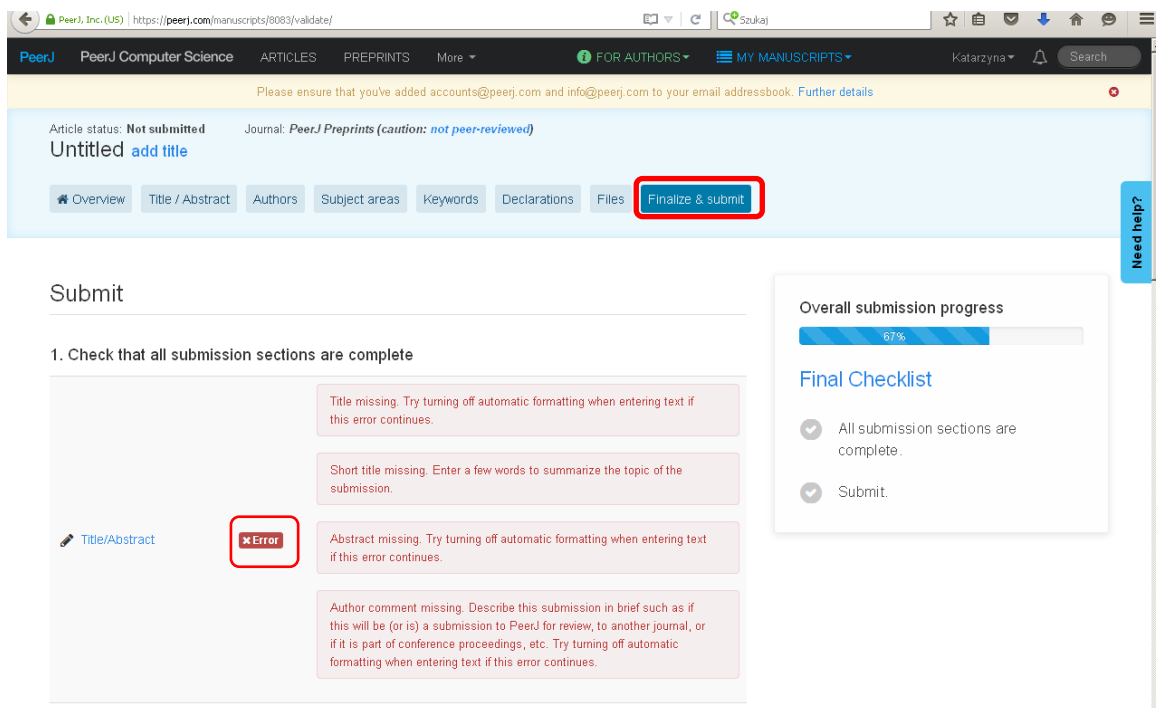 PeerJ, Inc. (US) https://peerj.com/manuscripts/8083/validate/ Szukaj
PeerJ PeerJ Computer Science ARTICLES PREPRINTS More FOR AUTHORS MY MANUSCRIPTS Katarzyna Search
Please ensure that you've added accounts@peerj.com and info@peerj.com to your email addressbook. Further details
Article status: Not submitted Journal: PeerJ Preprints (caution: not peer-reviewed)
Untitled add title
Overview Title / Abstract Authors Subject areas Keywords Declarations Files Finalize & submit
Need help?
Submit
1. Check that all submission sections are complete
Title/Abstract
Error
Title missing. Try turning off automatic formatting when entering text if
this error continues.
Short title missing. Enter a few words to summarize the topic of the
submission.
Abstract missing. Try turning off automatic formatting when entering text
if this error continues.
Author comment missing. Describe this submission in brief such as if
this will be (or is) a submission to PeerJ for review, to another journal, or
if it is part of conference proceedings, etc. Try turning off automatic
formatting when entering text if this error continues.
Overall submission progress
67%
Final Checklist
All submission sections are
complete.
Submit.